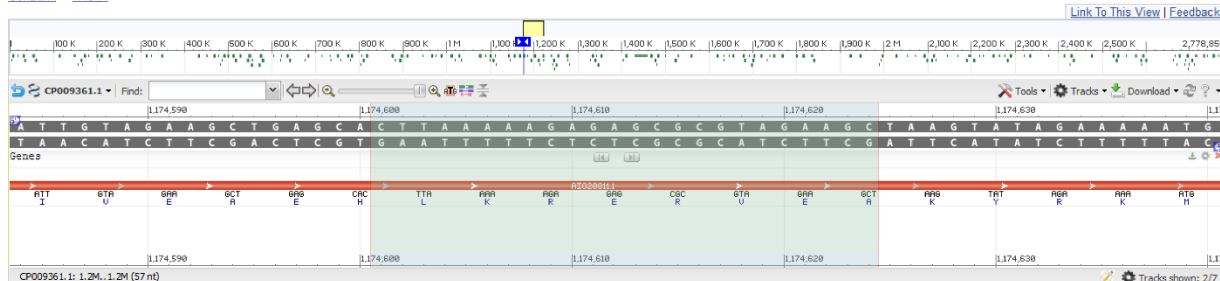 Link To This View | Feedback
|100 K |200 K |300 K |400 K |500 K |600 K |700 K |800 K |900 K |1 M |1,100 K |1,200 K |1,300 K |1,400 K |1,500 K |1,600 K |1,700 K |1,800 K |1,900 K |2 M |2,100 K |2,200 K |2,300 K |2,400 K |2,500 K 2,778,85
CP009361.1 Find: Tools Download Tracks ?
|1,174,590 |1,174,600 |1,174,610 |1,174,620 |1,174,630 |1,1
A T T G T A G A A G C T G A G C A C T T A A A A A G A G A G C G C G T A G A A G C T A A G T A T A G A A A A A T G
T A A C A T C T T C G A C T C G T G A A T T T T T C T C T C G C G C A T C T T C G A T T C A T A T C T T T T T A C
Genes
AIO20011.1
ATT GTA GAA GCT GAG CAC TTA AAA AGA GAG CGC GTA GAA GCT AAG TAT AGA AAA ATG
I V E A E H L K R E R V E A K Y R K M
|1,174,590 |1,174,600 |1,174,610 |1,174,620 |1,174,630 |1,1
CP009361.1: 1.2M..1.2M (57 nt) Tracks shown: 2/7